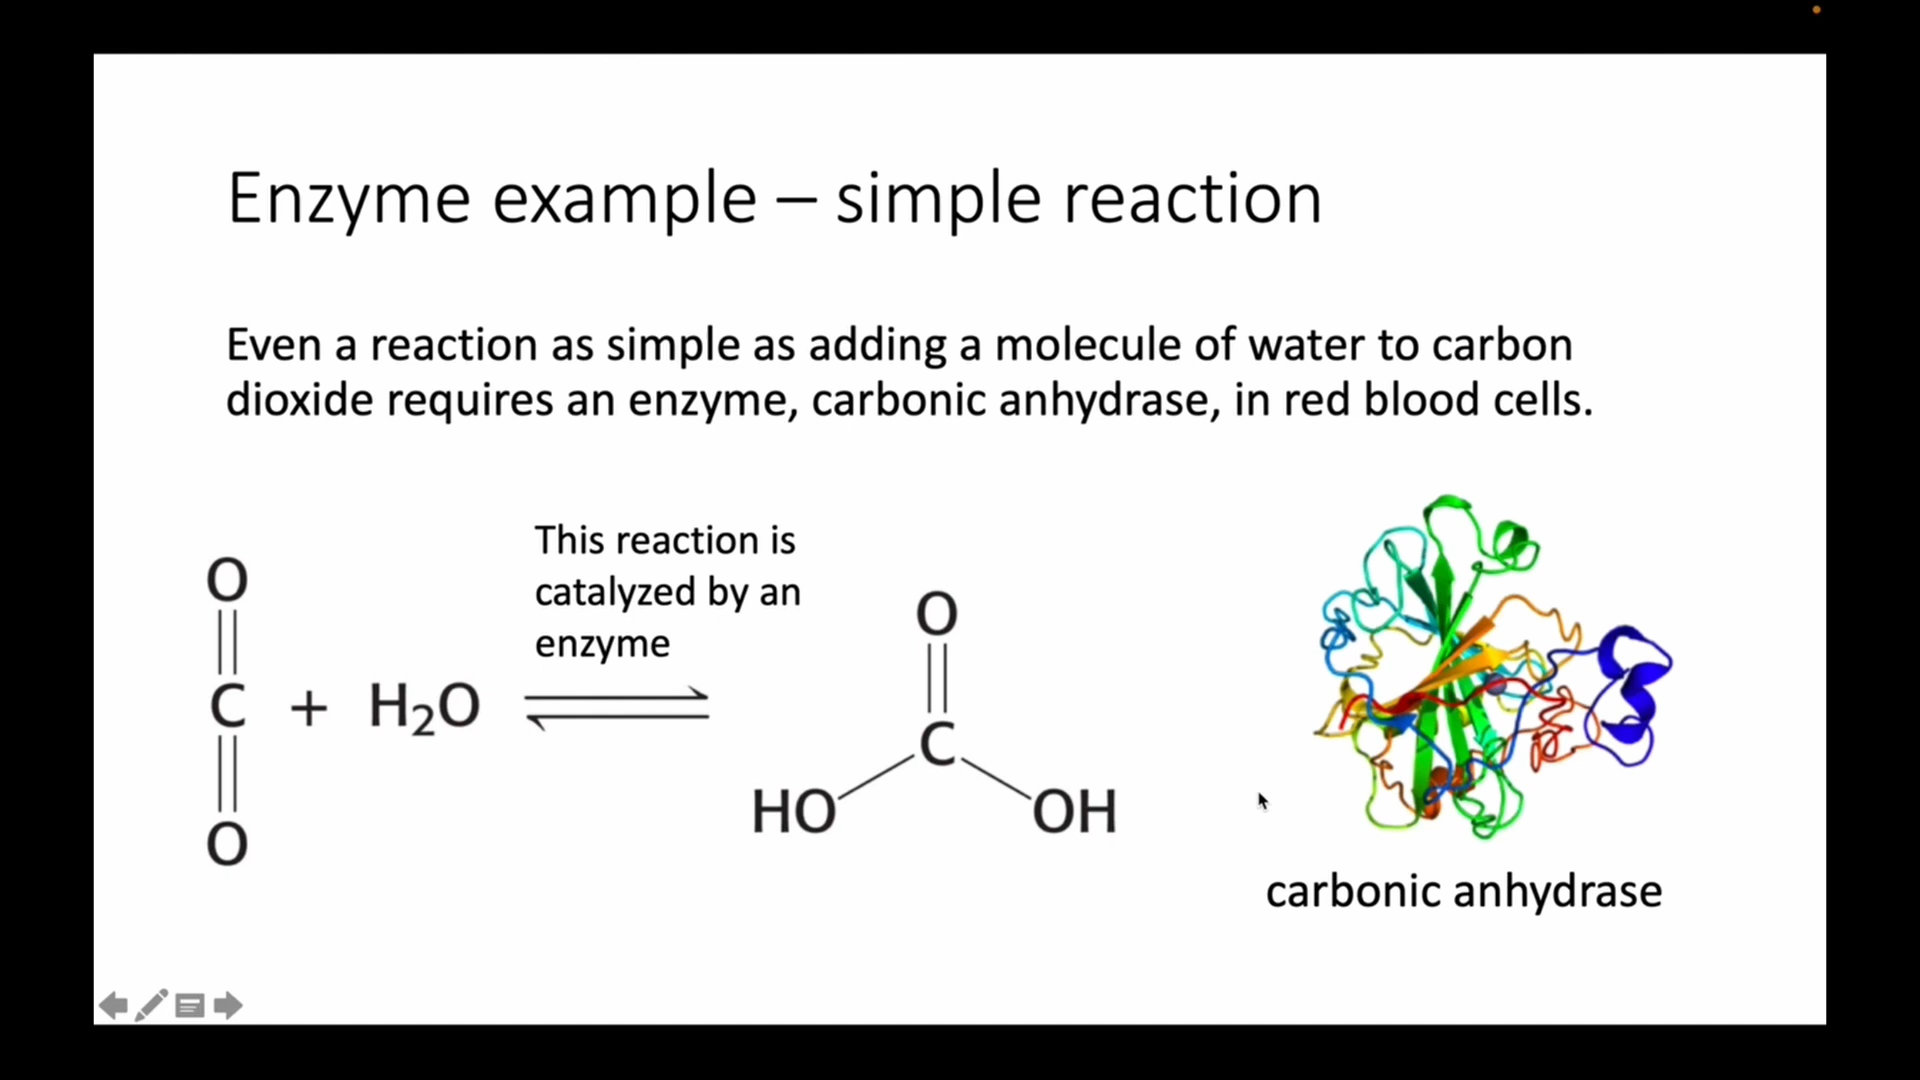 Enzyme example – simple reaction
Even a reaction as simple as adding a molecule of water to carbon
dioxide requires an enzyme, carbonic anhydrase, in red blood cells.
This reaction is
catalyzed by an
enzyme
O
C + H₂O
O
O
C
HO OH
carbonic anhydrase